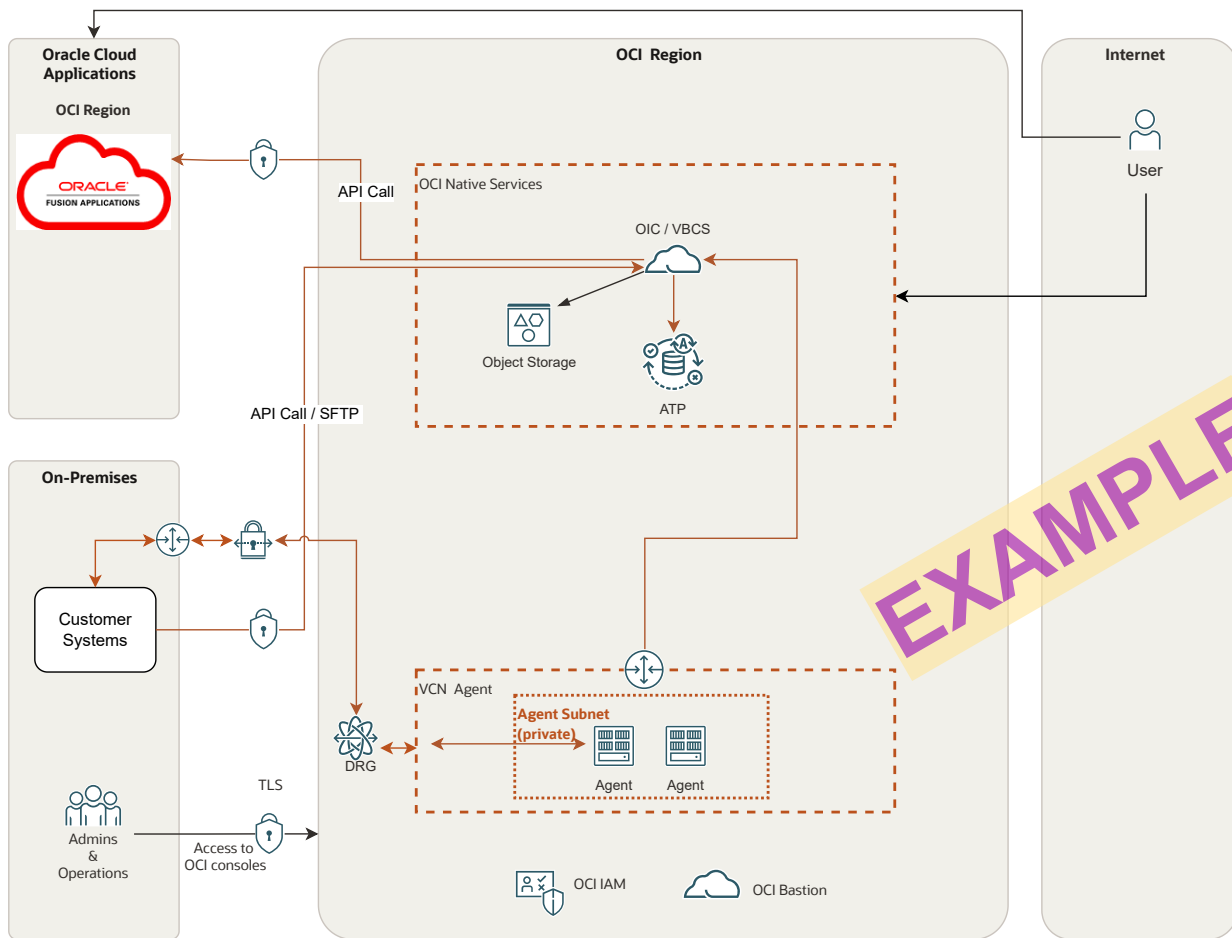 Oracle Cloud
Applications
OCI Region
ORACLE
FUSION APPLICATIONS
OCI Region
Internet
User
API Call
OCI Native Services
OIC / VBCS
Object Storage
ATP
API Call / SFTP
On-Premises
Customer
Systems
EXAMPLE
VCN Agent
Agent Subnet
(private)
Agent
Agent
DRG
TLS
Admins
&
Operations
Access to
OCI consoles
OCI IAM
OCI Bastion